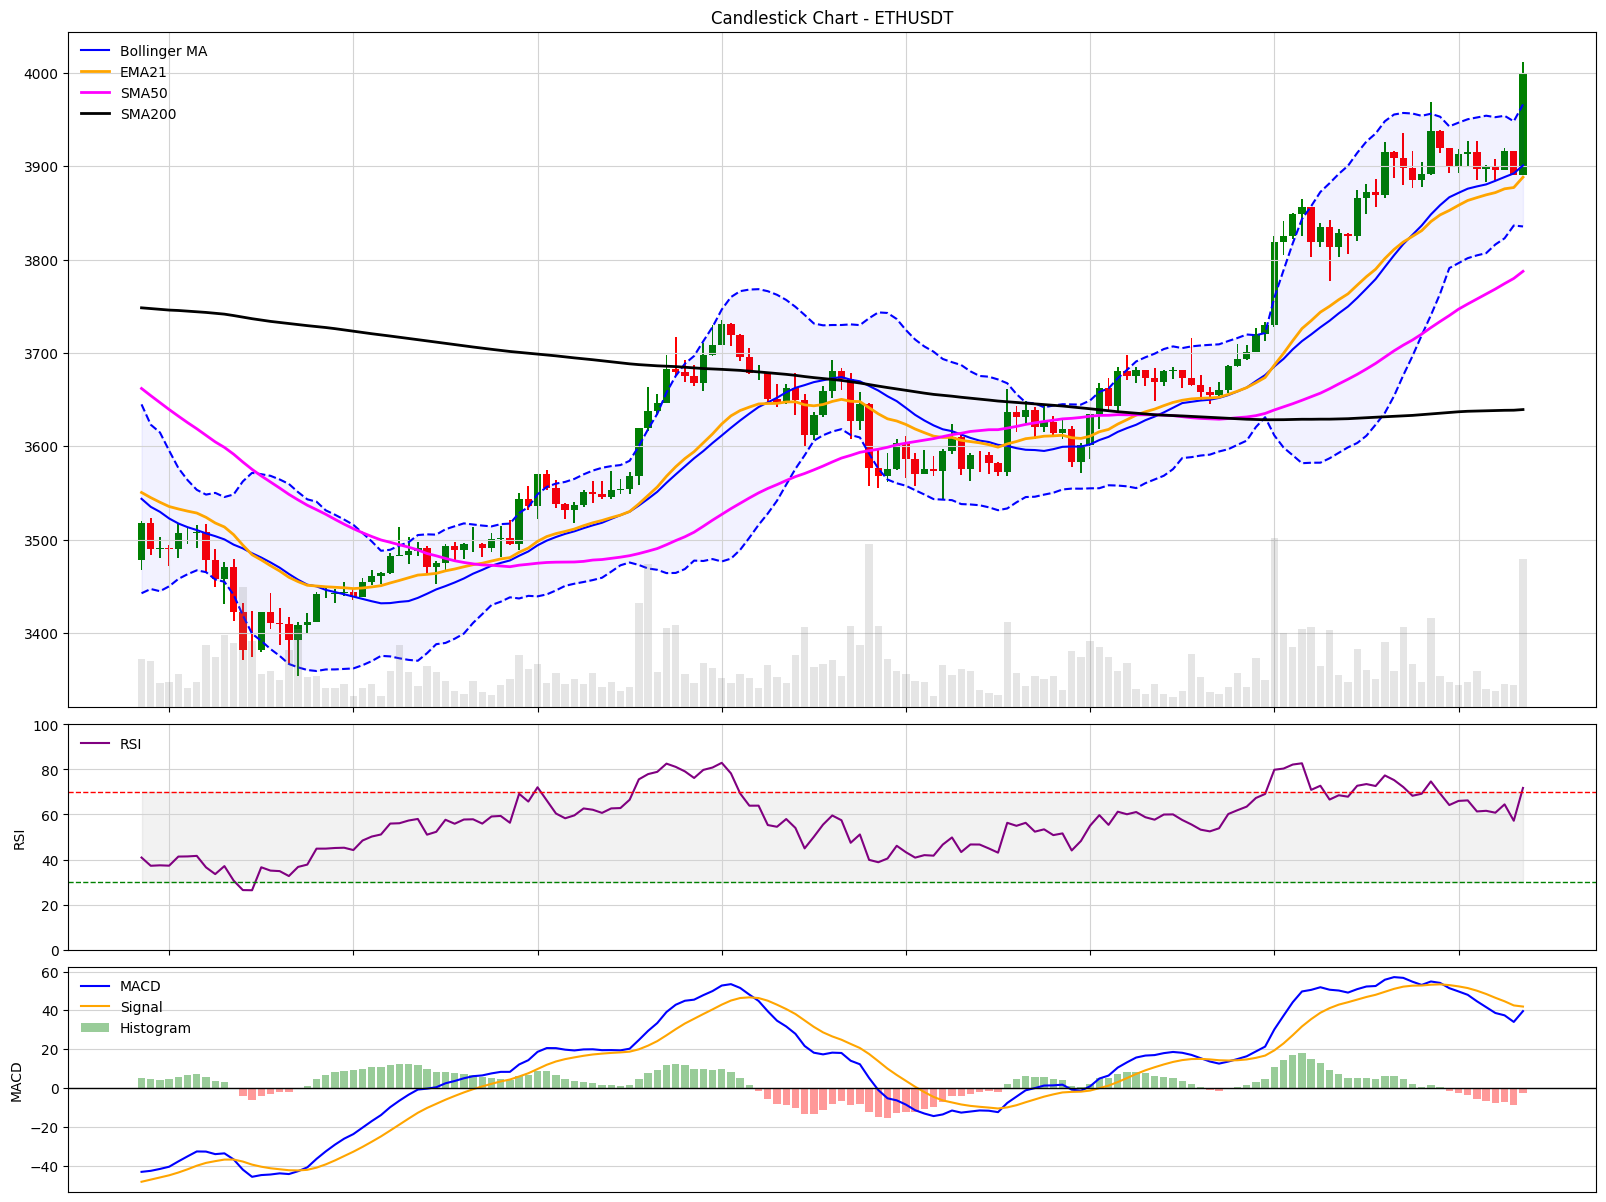 Candlestick Chart - ETHUSDT
Bollinger MA
EMA21
SMA50
SMA200
4000
3900
3800
3700
3600
3500
3400
RSI
100
80
60
40
20
0
RSI
MACD
Signal
Histogram
60
40
20
0
−20
−40
MACD